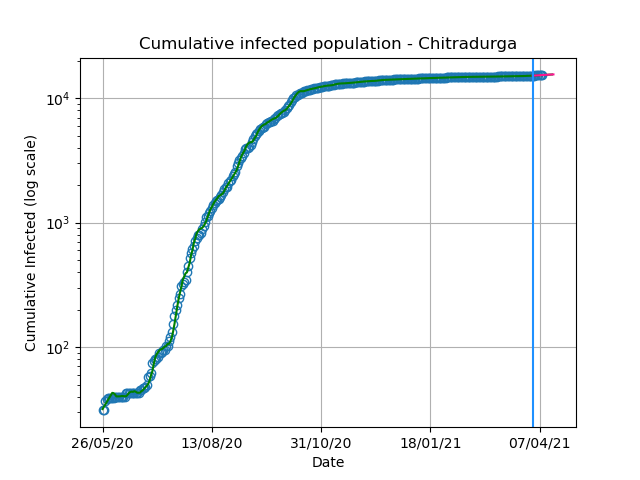 Cumulative infected population - Chitradurga
Cumulative Infected (log scale)
10^4
10^3
10^2
26/05/20 13/08/20 31/10/20 18/01/21 07/04/21
Date